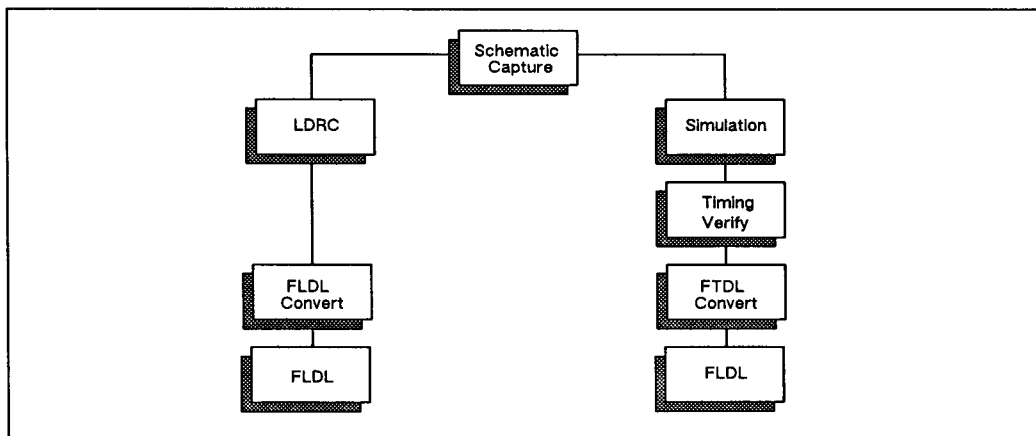 Schematic
Capture
LDRC
Simulation
Timing
Verify
FLDL
Convert
FTDL
Convert
FLDL
FLDL